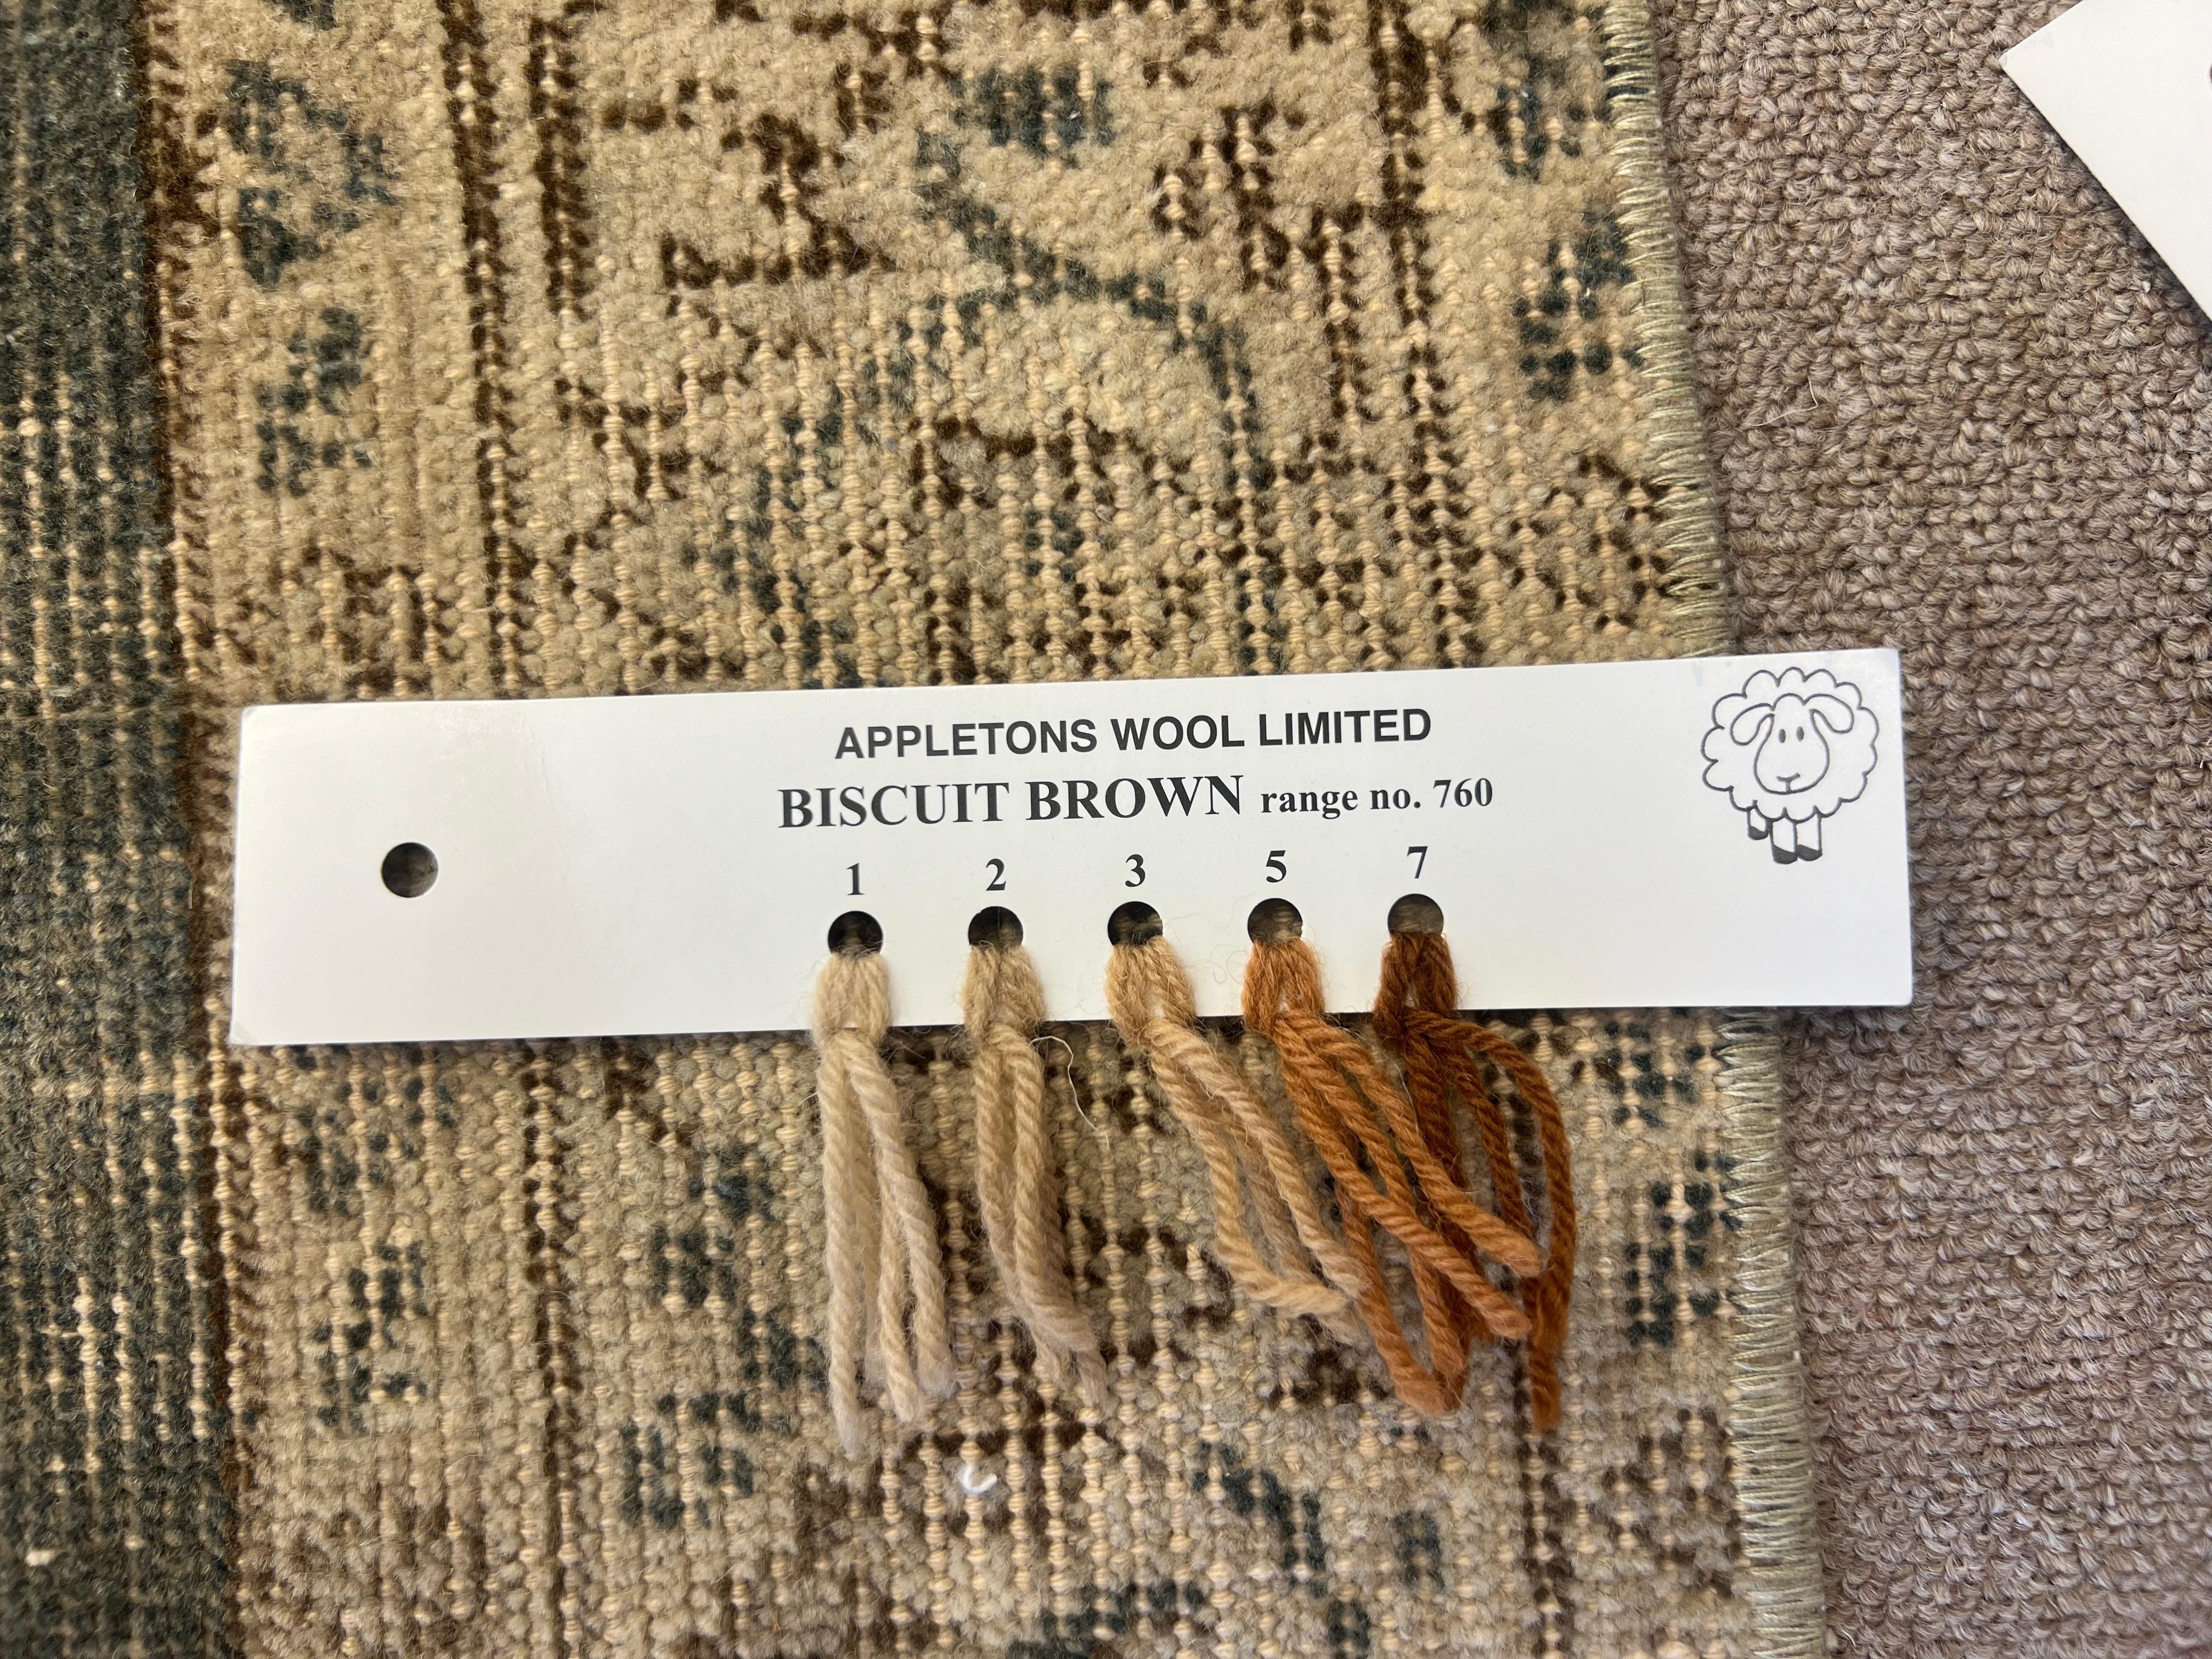 APPLETONS WOOL LIMITED
BISCUIT BROWN range no. 760
1 2 3 5 7